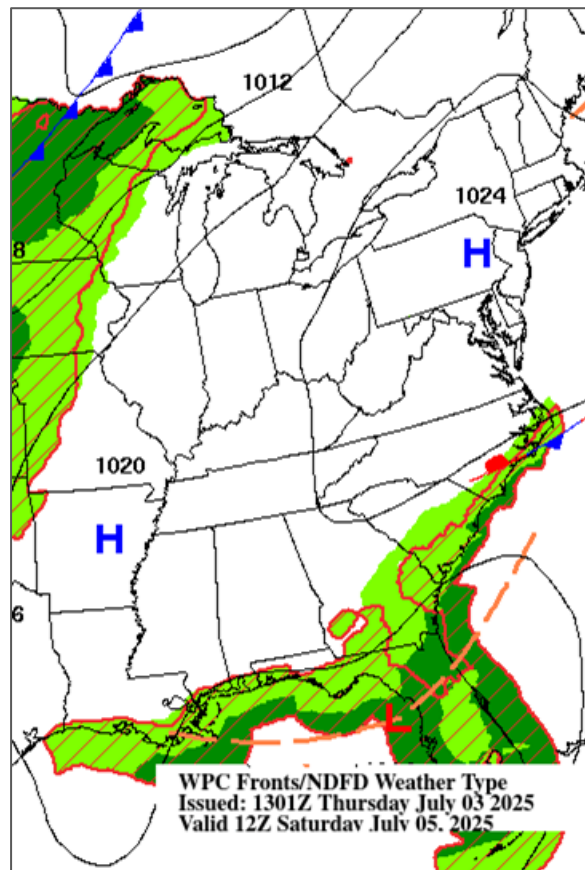 1012
1024
H
8
1020
H
6
L
WPC Fronts/NDFD Weather Type
Issued: 1301Z Thursday July 03 2025
Valid 12Z Saturday July 05, 2025